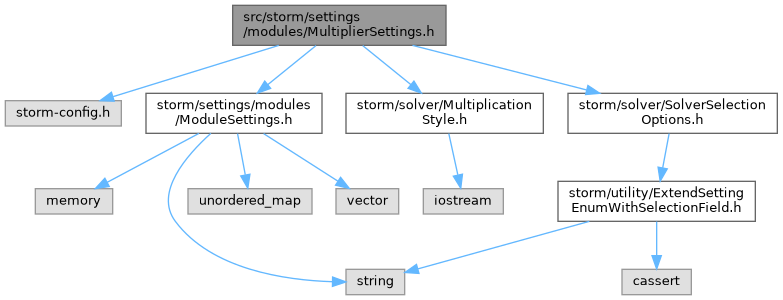 src/storm/settings
/modules/MultiplierSettings.h
storm-config.h
storm/settings/modules
/ModuleSettings.h
storm/solver/Multiplication
Style.h
storm/solver/SolverSelection
Options.h
memory
unordered_map
vector
iostream
storm/utility/ExtendSetting
EnumWithSelectionField.h
string
cassert